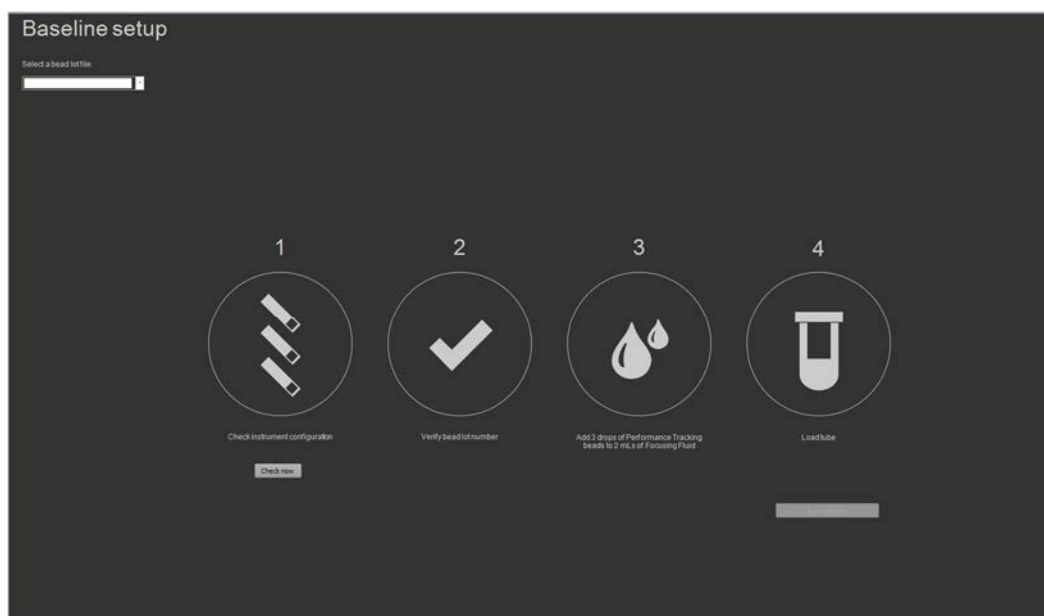 Baseline setup
Select a bead lot file:
1
2
3
4
Check instrument configuration
Verify bead lot number
Add 3 drops of Performance Tracking
beads to 2 mLs of Focusing Fluid
Load tube
Check now